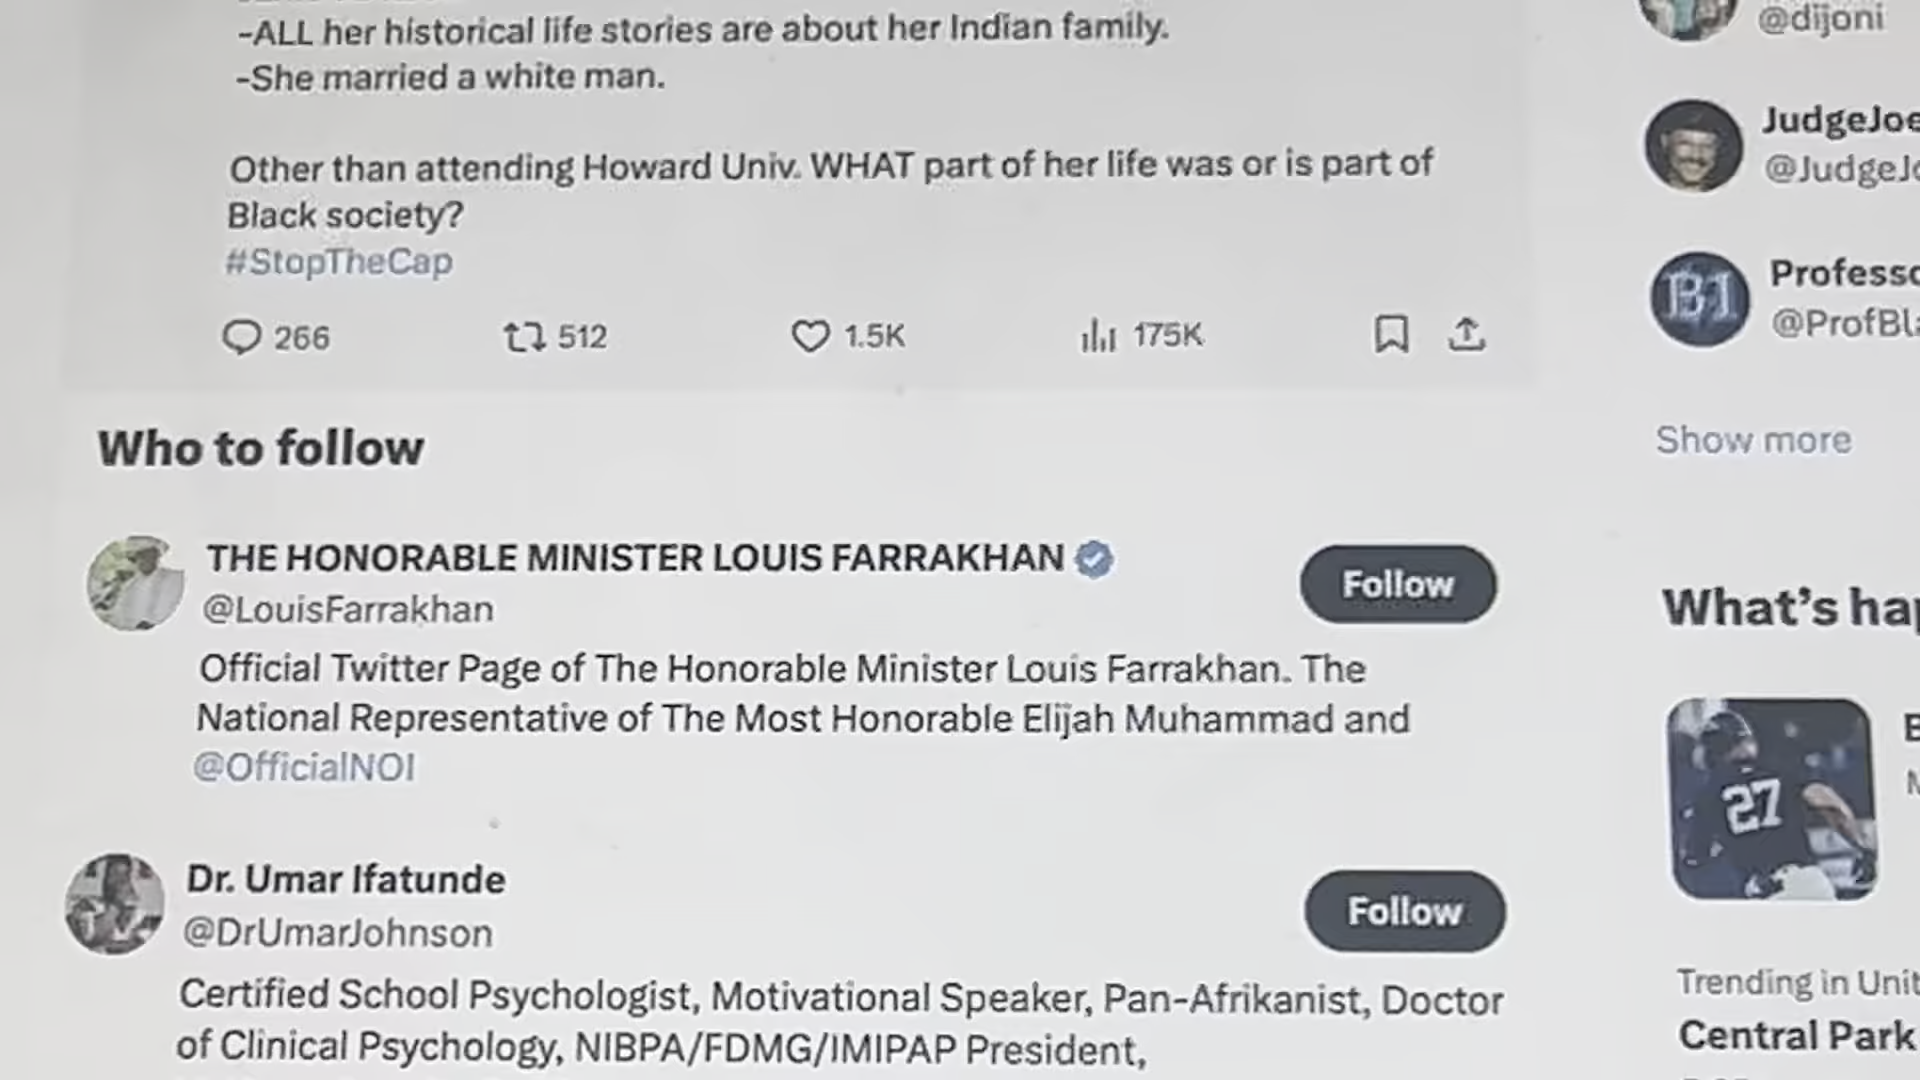 -ALL her historical life stories are about her Indian family.
-She married a white man.
Other than attending Howard Univ. WHAT part of her life was or is part of
Black society?
#StopTheCap
266 512 1.5K 175K
Who to follow
THE HONORABLE MINISTER LOUIS FARRAKHAN
@LouisFarrakhan
Follow
Official Twitter Page of The Honorable Minister Louis Farrakhan. The
National Representative of The Most Honorable Elijah Muhammad and
@OfficialNOI
Dr. Umar Ifatunde
@DrUmarJohnson
Follow
Certified School Psychologist, Motivational Speaker, Pan-Afrikanist, Doctor
of Clinical Psychology, NIBPA/FDMG/IMIPAP President,
@dijoni
JudgeJoe
@JudgeJo
B1
Professo
@ProfBla
Show more
What's hap
27
Trending in Unit
Central Park